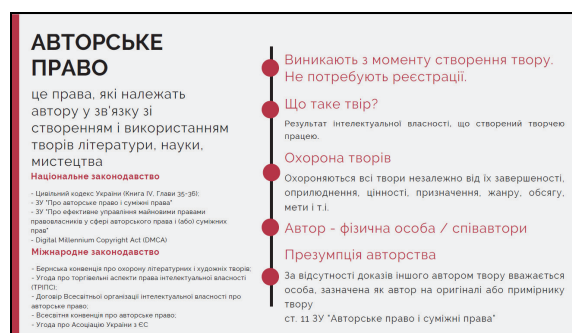 АВТОРСЬКЕ
ПРАВО
це права, які належать
автору у зв'язку зі
створенням і використанням
творів літератури, науки,
мистецтва
Національне законодавство
- Цивільний кодекс України (Книга IV, Глави 35-36);
- ЗУ "Про авторське право і суміжні права"
- ЗУ "Про ефективне управління майновими правами
правовласників у сфері авторського права і (або) суміжних
прав"
- Digital Millennium Copyright Act (DMCA)
Міжнародне законодавство
- Бернська конвенція про охорону літературних і художніх творів;
- Угода про торгівельні аспекти права інтелектуальної власності
(ТРІПС);
- Договір Всесвітньої організації інтелектуальної власності про
авторське право;
- Всесвітня конвенція про авторське право;
- Угода про Асоціацію України з ЄС
Виникають з моменту створення твору.
Не потребують реєстрації.
Що таке твір?
Результат інтелектуальної власності, що створений творчою
працею.
Охорона творів
Охороняються всі твори незалежно від їх завершеності,
оприлюднення, цінності, призначення, жанру, обсягу,
мети і т.і.
Автор - фізична особа / співавтори
Презумпція авторства
За відсутності доказів іншого автором твору вважається
особа, зазначена як автор на оригіналі або примірнику
твору
ст. 11 ЗУ "Авторське право і суміжні права"